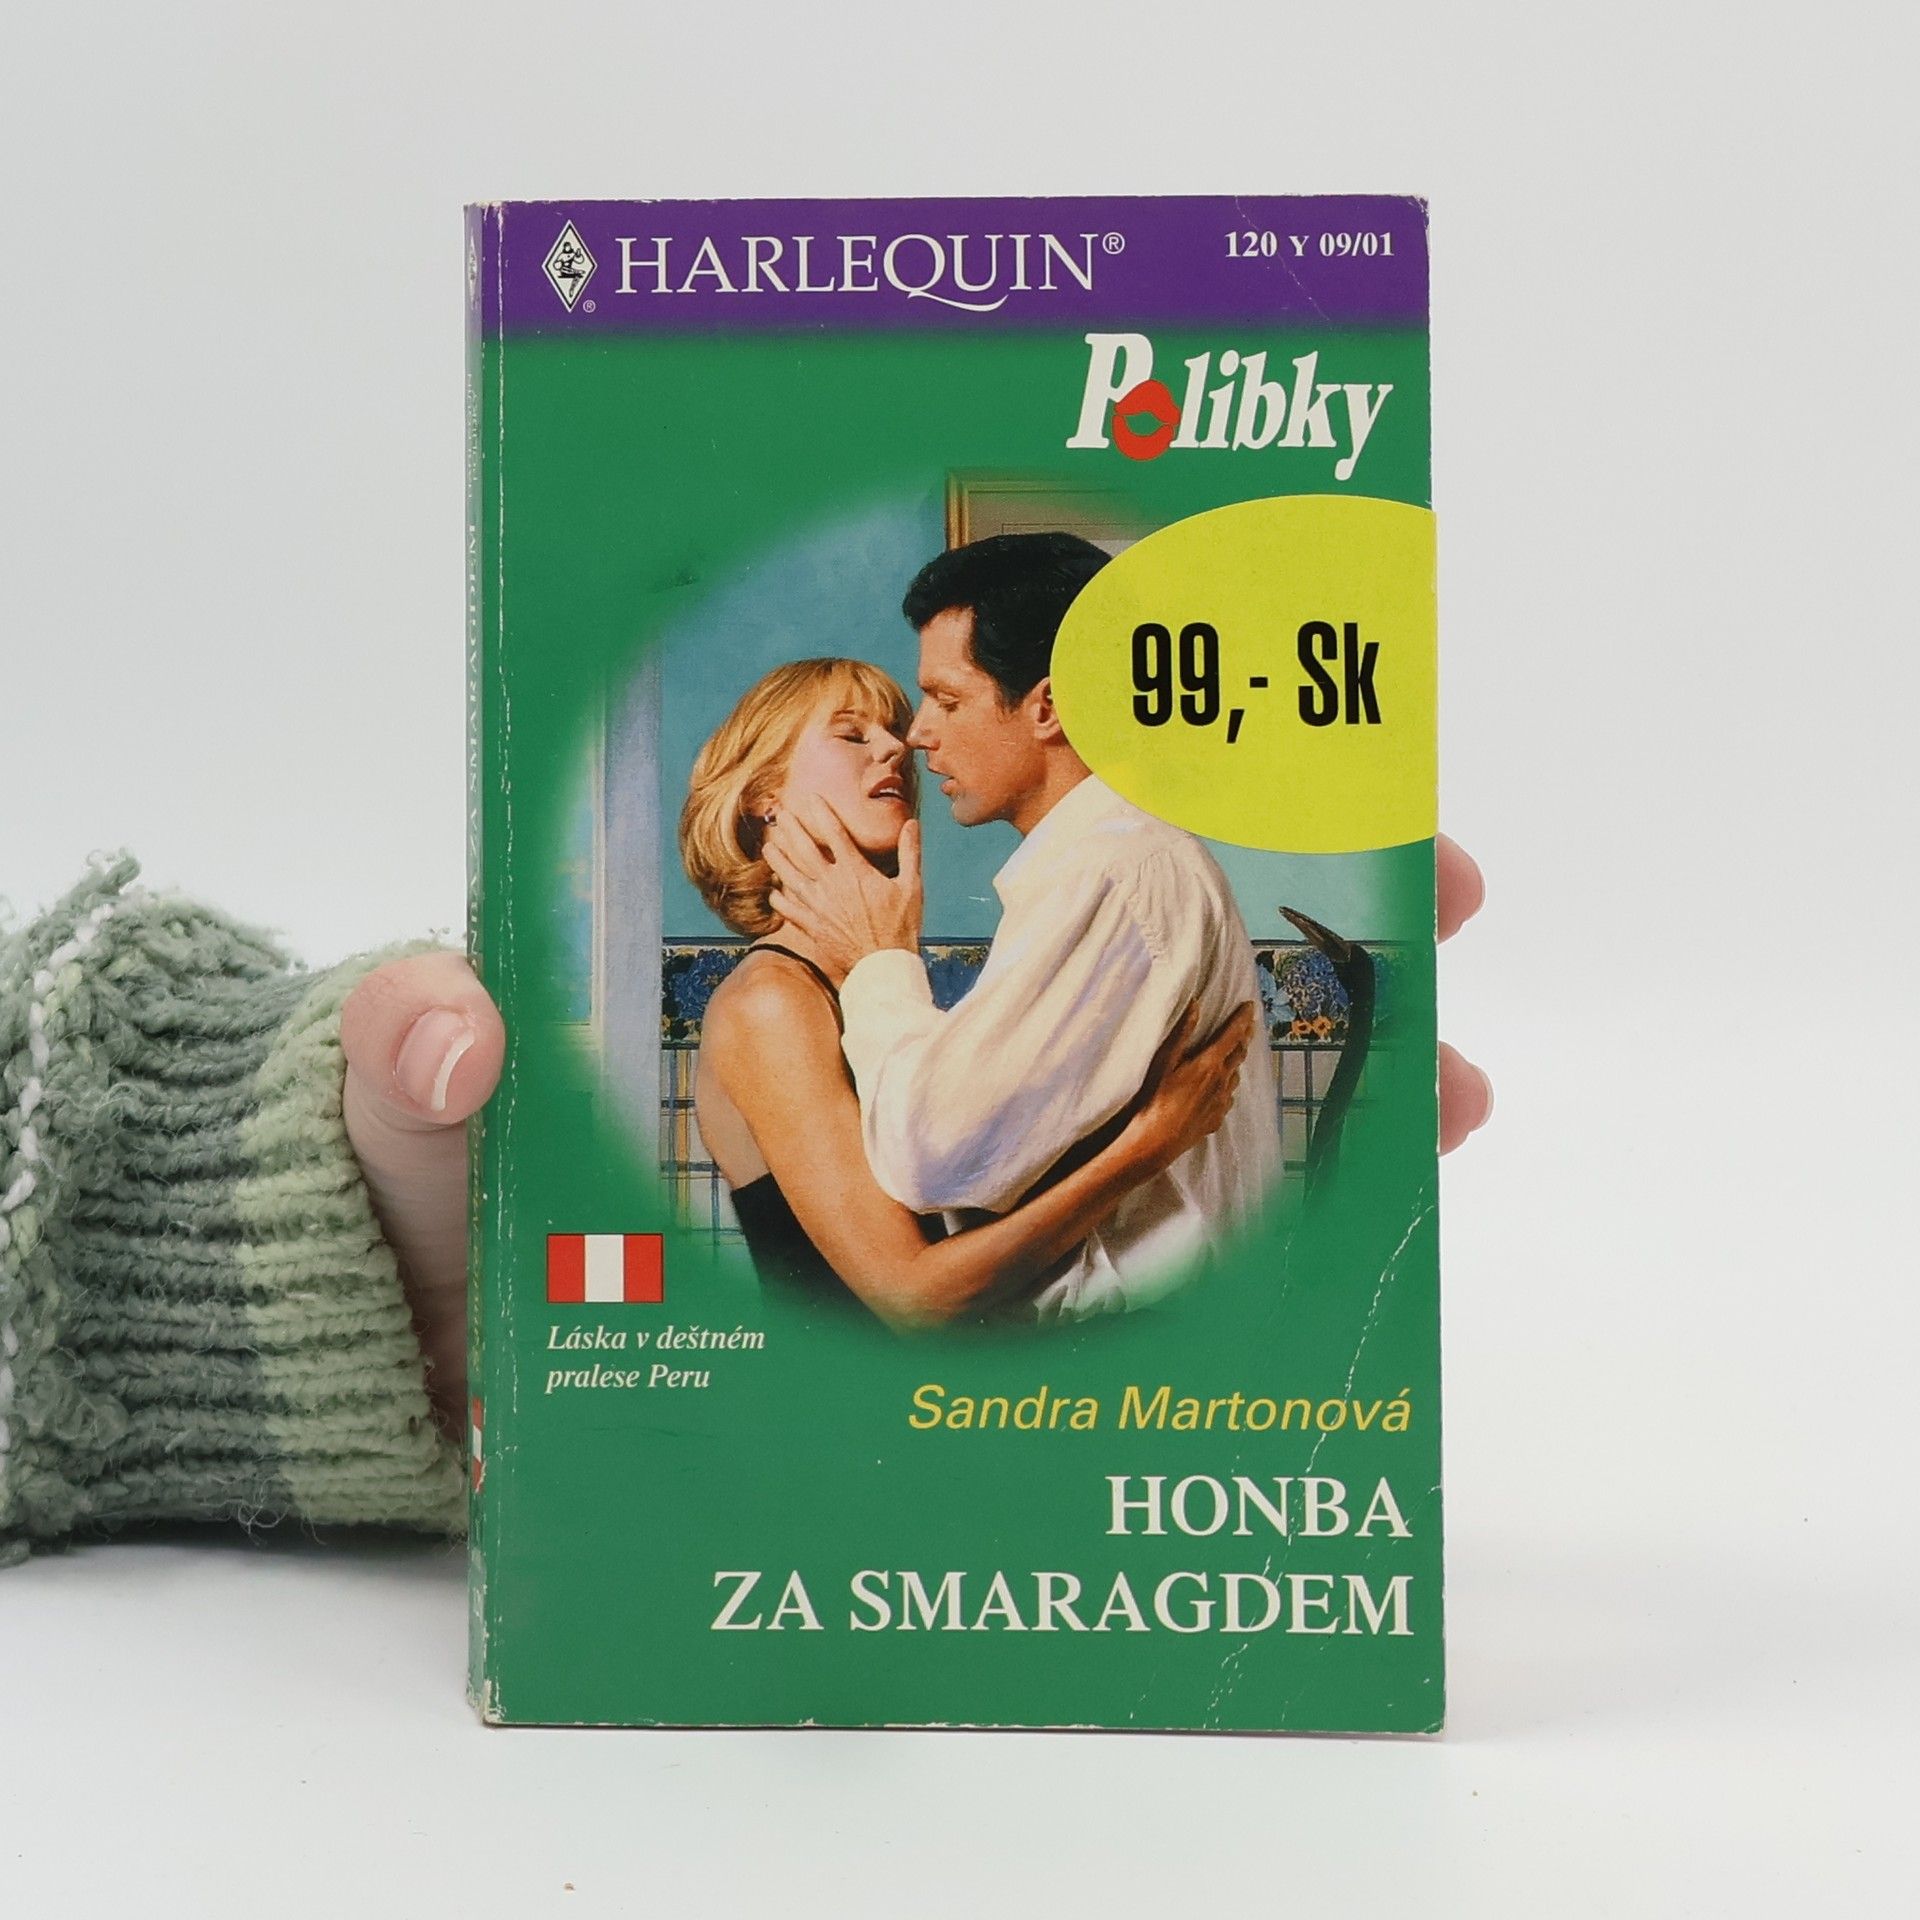 HARLEQUIN®
120 Y 09/01
Polibky
99,- Sk
Láska v deštném
pralese Peru
Sandra Martonová
HONBA
ZA SMARAGDEM